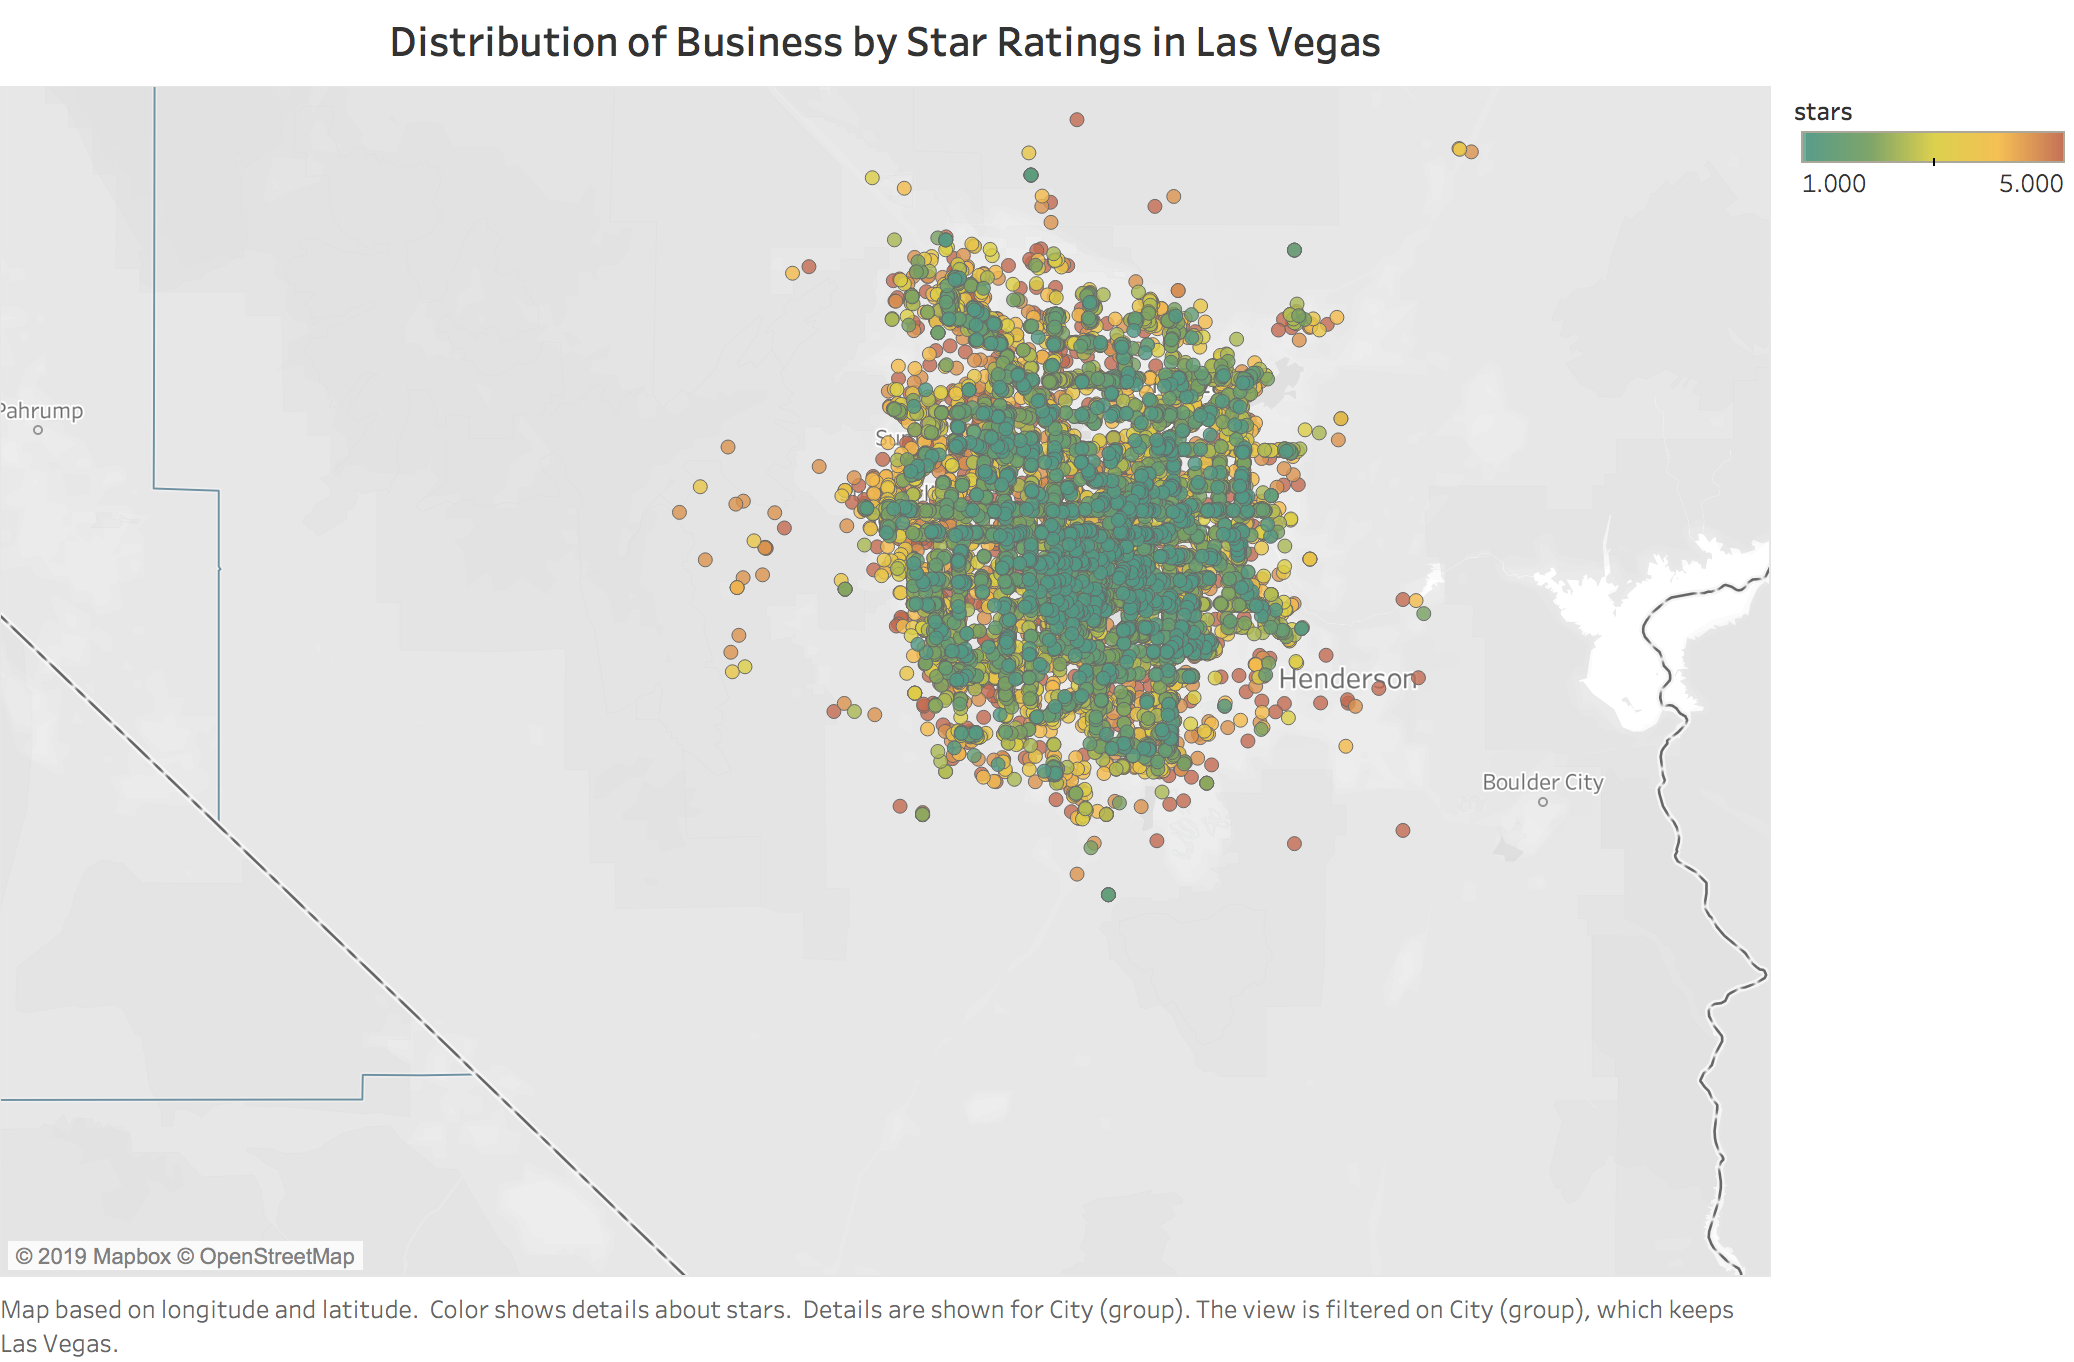 Distribution of Business by Star Ratings in Las Vegas
stars
1.000 5.000
Pahrump
Henderson
Boulder City
© 2019 Mapbox © OpenStreetMap
Map based on longitude and latitude. Color shows details about stars. Details are shown for City (group). The view is filtered on City (group), which keeps
Las Vegas.